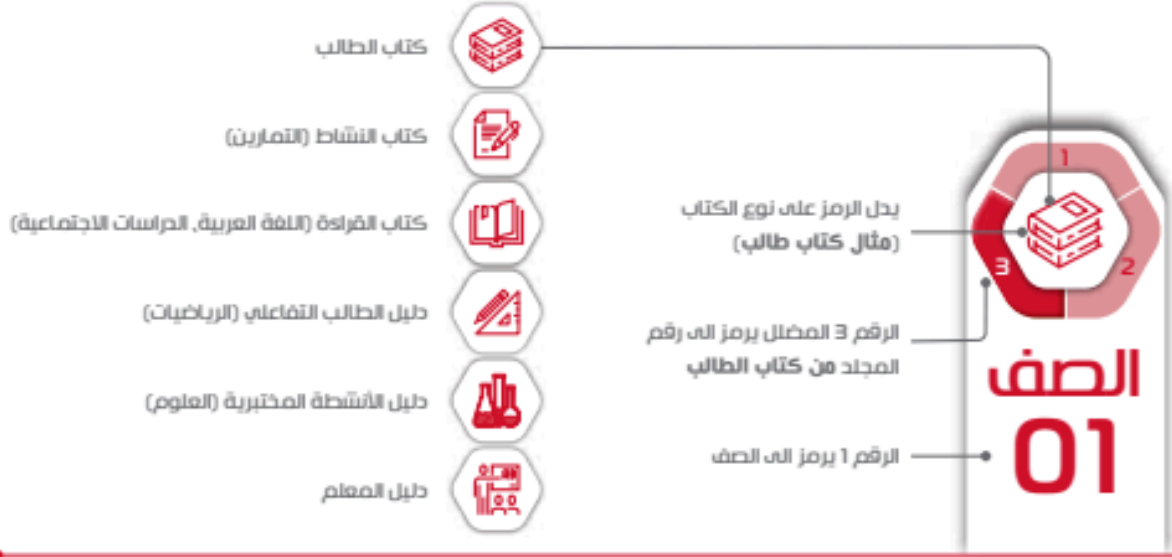 1
2
3
الصف
01
يدل الرمز على نوع الكتاب
(مثال كتاب طالب)
الرقم 3 المضلل يرمز الى رقم
المجلد من كتاب الطالب
الرقم 1 يرمز الى الصف
كتاب الطالب
كتاب النشاط (التمارين)
كتاب القراءة (اللغة العربية, الدراسات الاجتماعية)
دليل الطالب التفاعلي (الرياضيات)
دليل الأنشطة المختبرية (العلوم)
دليل المعلم